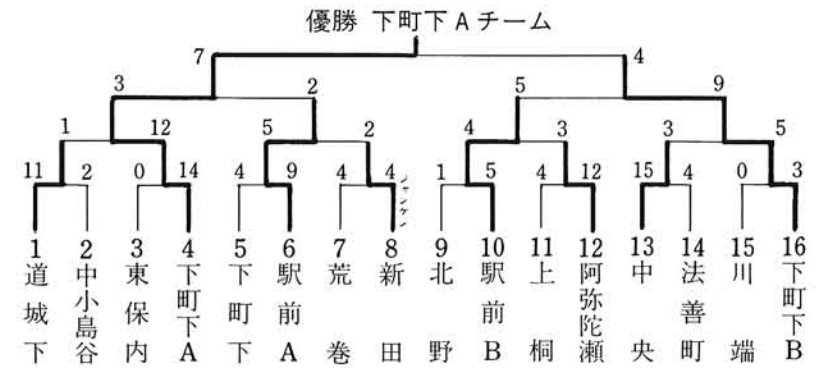 優勝 下町下Aチーム
7 4
3 2 5 9
1 12 5 2 4 3 3 5
11 2 0 14 4 9 4 4 1 5 4 12 15 4 0 3
ジャンケン
1 2 3 4 5 6 7 8 9 10 11 12 13 14 15 16
道城下
中小島谷
東保内
下町下A
下町下
駅前A
荒巻
新田
北野
駅前B
上桐
阿弥陀瀬
中央
法善町
川端
下町下B